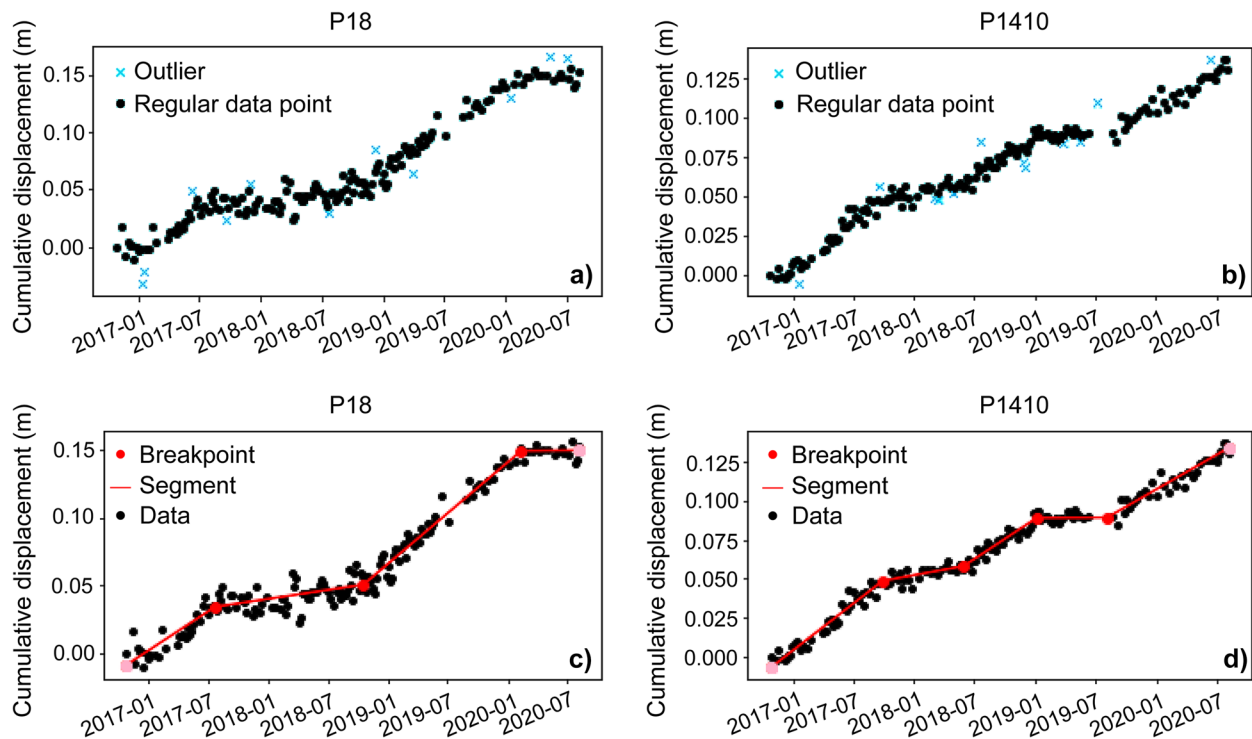 P18
Cumulative displacement (m)
0.15
0.10
0.05
0.00
Outlier
Regular data point
a)
2017-01
2017-07
2018-01
2018-07
2019-01
2019-07
2020-01
2020-07
P1410
Cumulative displacement (m)
0.125
0.100
0.075
0.050
0.025
0.000
Outlier
Regular data point
b)
2017-01
2017-07
2018-01
2018-07
2019-01
2019-07
2020-01
2020-07
P18
Cumulative displacement (m)
0.15
0.10
0.05
0.00
Breakpoint
Segment
Data
c)
2017-01
2017-07
2018-01
2018-07
2019-01
2019-07
2020-01
2020-07
P1410
Cumulative displacement (m)
0.125
0.100
0.075
0.050
0.025
0.000
Breakpoint
Segment
Data
d)
2017-01
2017-07
2018-01
2018-07
2019-01
2019-07
2020-01
2020-07